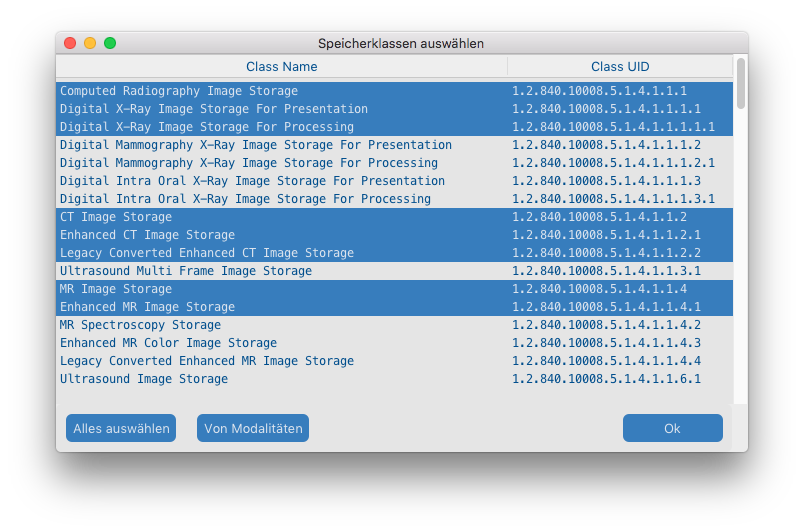 Speicherklassen auswählen
Class Name Class UID
Computed Radiography Image Storage 1.2.840.10008.5.1.4.1.1.1
Digital X-Ray Image Storage For Presentation 1.2.840.10008.5.1.4.1.1.1.1
Digital X-Ray Image Storage For Processing 1.2.840.10008.5.1.4.1.1.1.1.1
Digital Mammography X-Ray Image Storage For Presentation 1.2.840.10008.5.1.4.1.1.1.2
Digital Mammography X-Ray Image Storage For Processing 1.2.840.10008.5.1.4.1.1.1.2.1
Digital Intra Oral X-Ray Image Storage For Presentation 1.2.840.10008.5.1.4.1.1.1.3
Digital Intra Oral X-Ray Image Storage For Processing 1.2.840.10008.5.1.4.1.1.1.3.1
CT Image Storage 1.2.840.10008.5.1.4.1.1.2
Enhanced CT Image Storage 1.2.840.10008.5.1.4.1.1.2.1
Legacy Converted Enhanced CT Image Storage 1.2.840.10008.5.1.4.1.1.2.2
Ultrasound Multi Frame Image Storage 1.2.840.10008.5.1.4.1.1.3.1
MR Image Storage 1.2.840.10008.5.1.4.1.1.4
Enhanced MR Image Storage 1.2.840.10008.5.1.4.1.1.4.1
MR Spectroscopy Storage 1.2.840.10008.5.1.4.1.1.4.2
Enhanced MR Color Image Storage 1.2.840.10008.5.1.4.1.1.4.3
Legacy Converted Enhanced MR Image Storage 1.2.840.10008.5.1.4.1.1.4.4
Ultrasound Image Storage 1.2.840.10008.5.1.4.1.1.6.1
Alles auswählen Von Modalitäten Ok